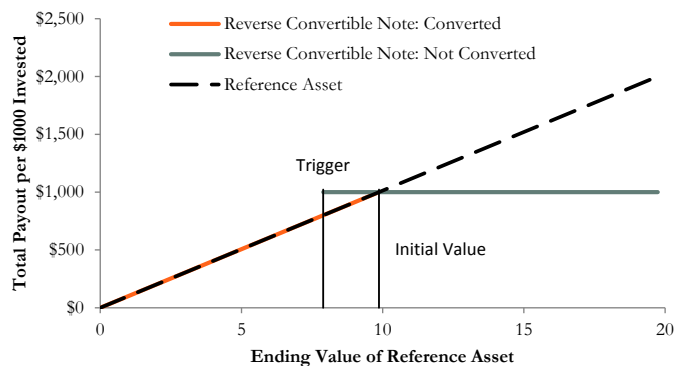 $2,500
Reverse Convertible Note: Converted
Reverse Convertible Note: Not Converted
Reference Asset
$2,000
$1,500
Trigger
$1,000
Initial Value
$500
$0
0 5 10 15 20
Total Payout per $1000 Invested
Ending Value of Reference Asset